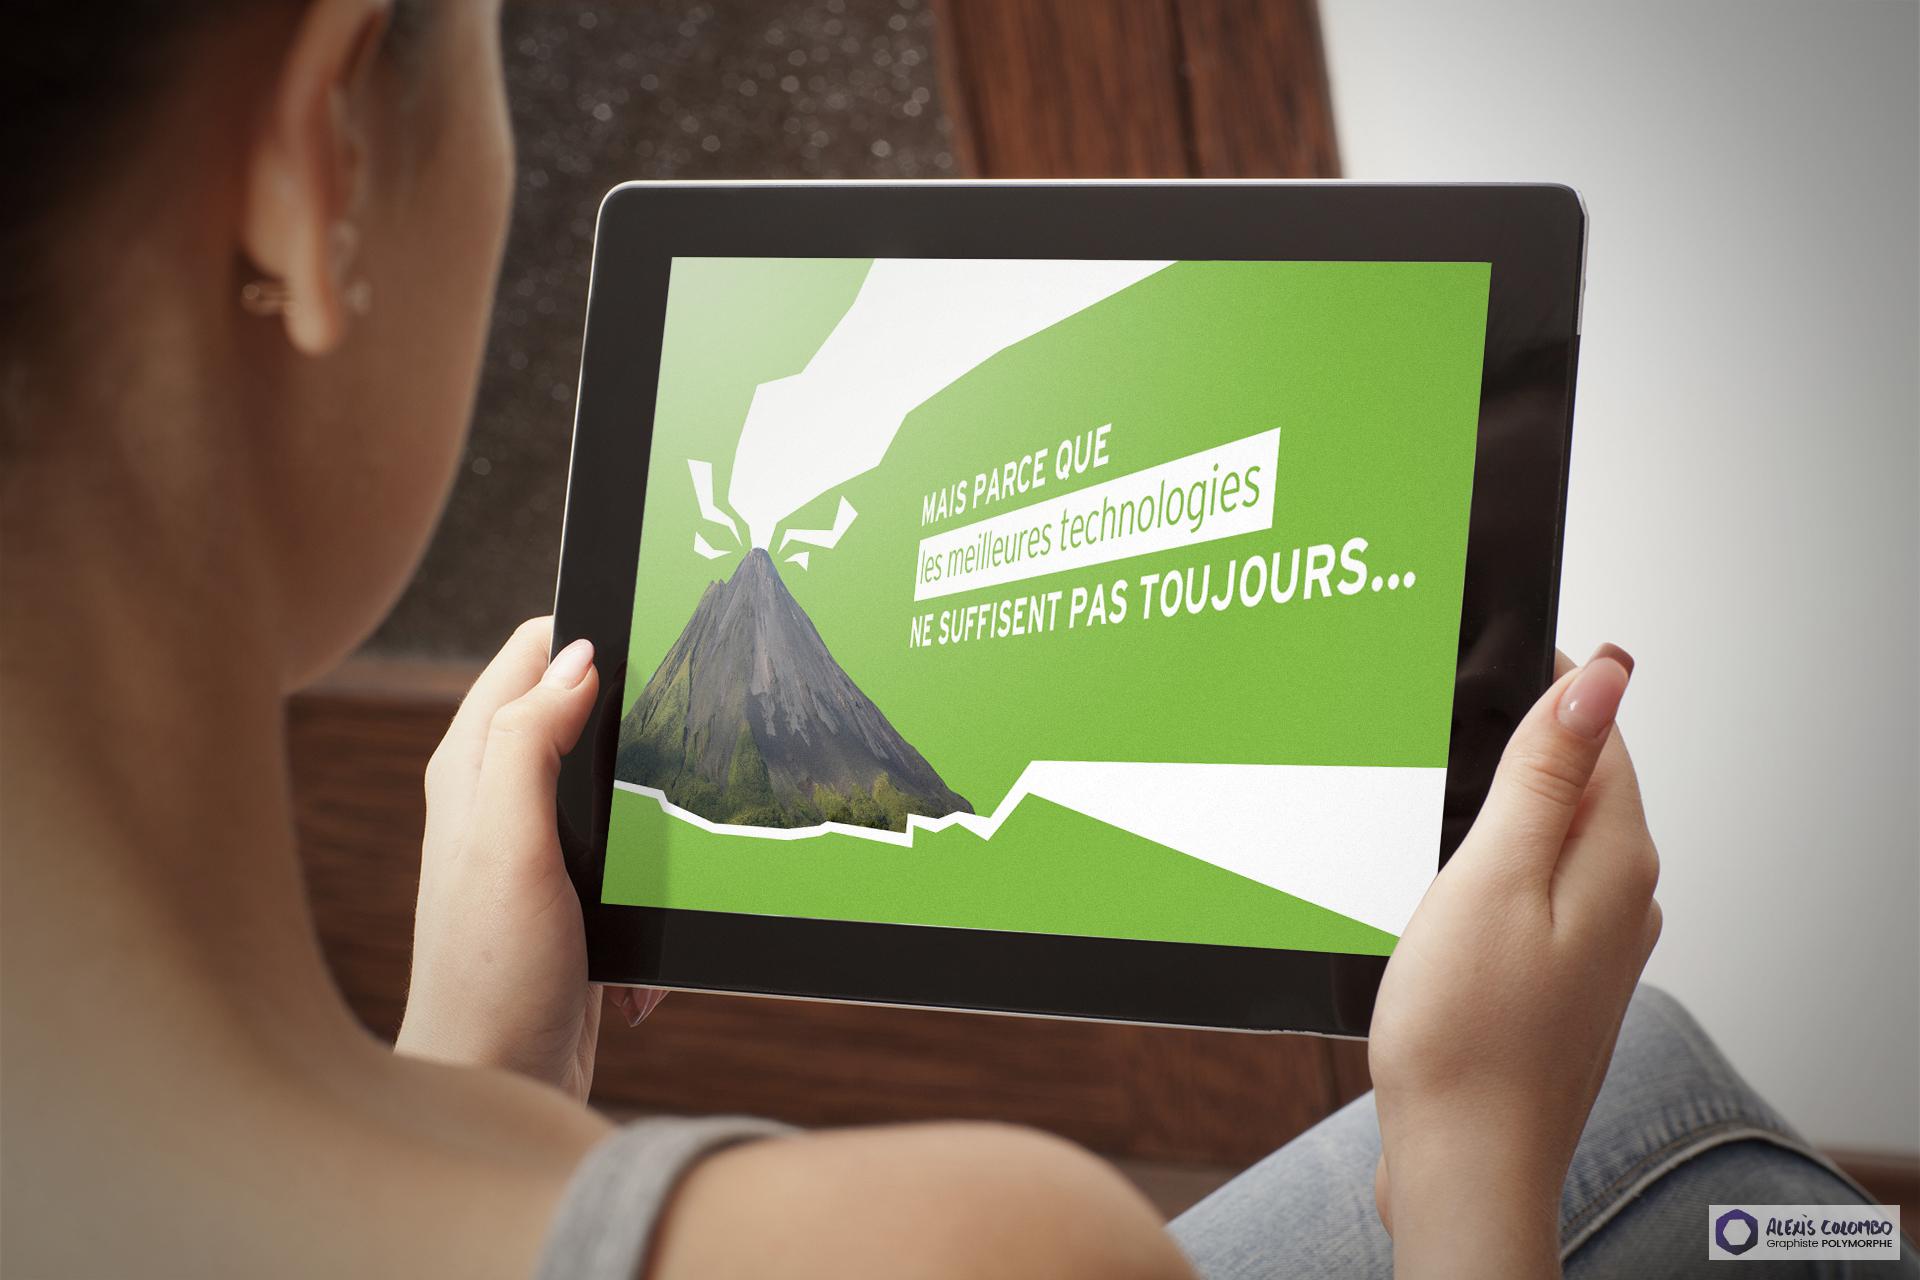 MAIS PARCE QUE
les meilleures technologies
NE SUFFISENT PAS TOUJOURS...
ALEXIS COLOMBO
Graphiste POLYMORPHE